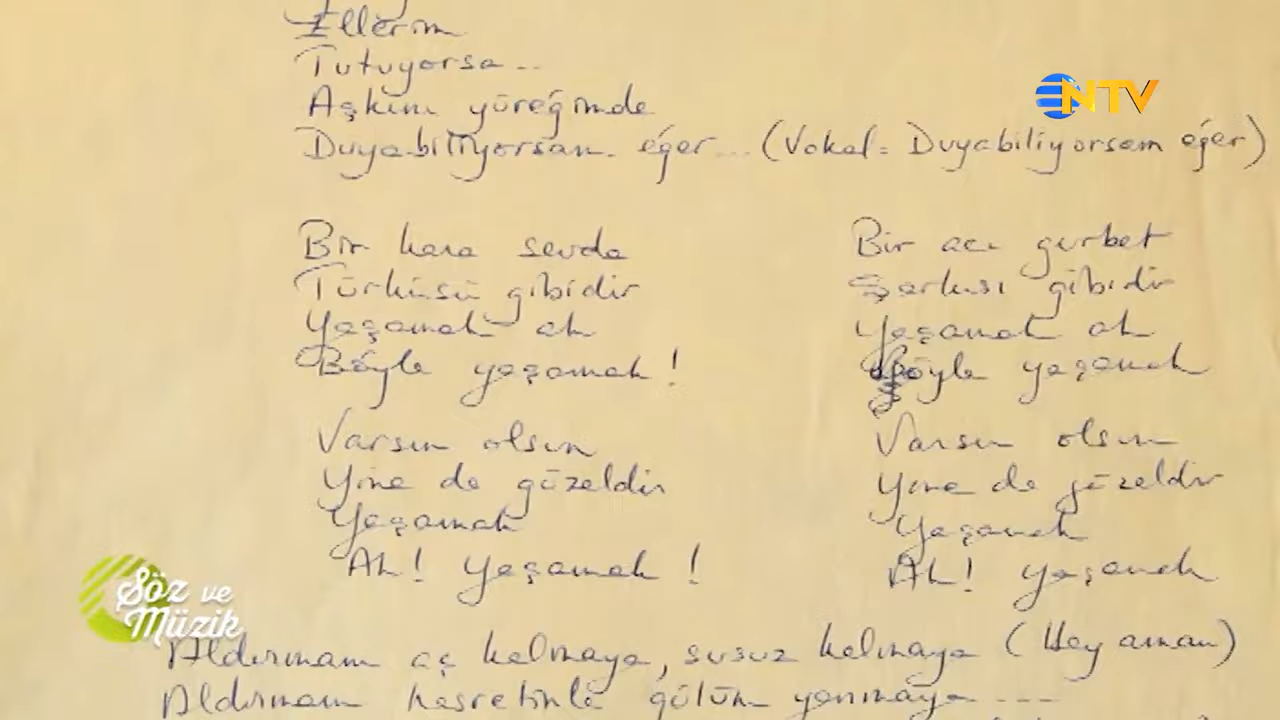 Ellerim
Tutuyorsa...
Aşkını yüreğimde
Duyabiliyorsam eğer... (Vokal = Duyabiliyorsam eğer)
Bir kara sevda
Türküsü gibidir
Yaşamak ah
Böyle yaşamak!
Varsın olsun
Yine de güzeldir
Yaşamak
Ah! Yaşamak!
Bir acı gurbet
Şarkısı gibidir
Yaşamak ah
Böyle yaşamak
Varsın olsun
Yine de güzeldir
Yaşamak
Ah! yaşamak
Aldırmam aç kalmaya, susuz kalmaya (Hey aman)
Aldırmam hasretinle gülüm yanmaya....
NTV
Söz ve
Müzik